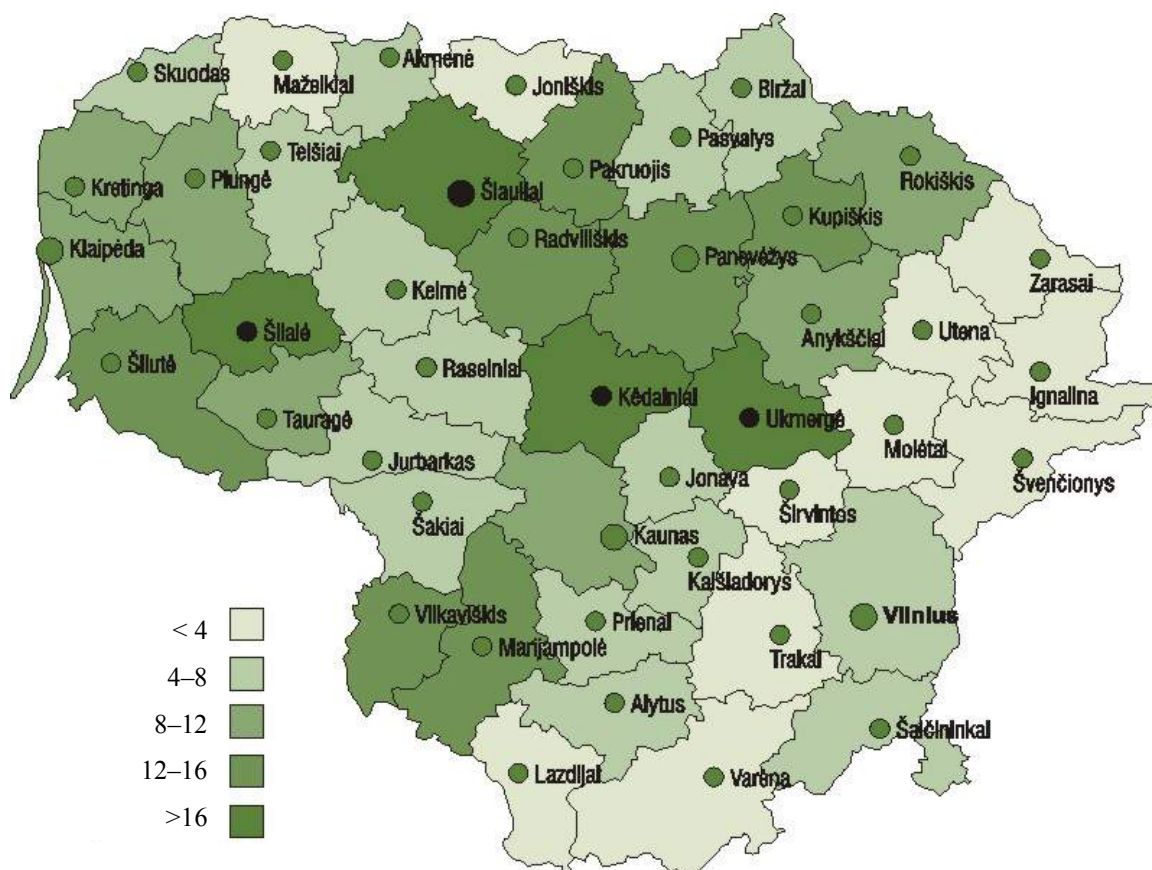 Skuodas
Mažeikiai
Akmenė
Joniškis
Biržai
Pasvalys
Telšiai
Pakruojis
Rokiškis
Kretinga
Plungė
Šiauliai
Kupiškis
Klaipėda
Radviliškis
Panevėžys
Zarasai
Kelmė
Šilalė
Anykščiai
Utena
Šilutė
Raseiniai
Ignalina
Kėdainiai
Ukmergė
Tauragė
Molėtai
Jurbarkas
Jonava
Švenčionys
Širvintos
Šakiai
Kaunas
Kaišiadorys
Vilkaviškis
Prienai
Vilnius
Marijampolė
Trakai
Alytus
Šalčininkai
Lazdijai
Varėna
< 4
4–8
8–12
12–16
>16